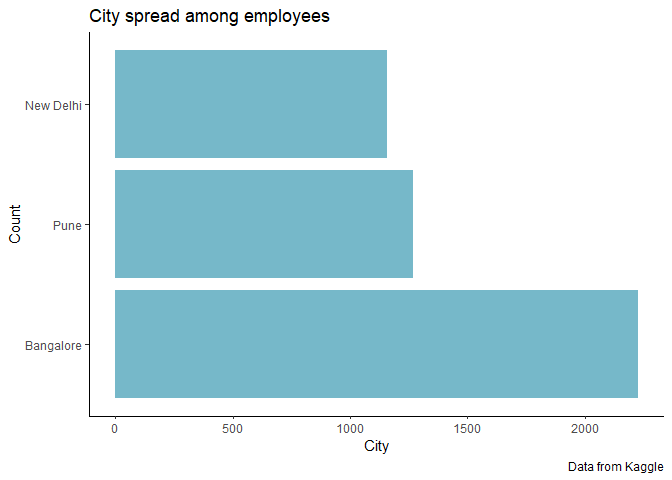 City spread among employees
New Delhi
Pune
Bangalore
Count
0 500 1000 1500 2000
City
Data from Kaggle